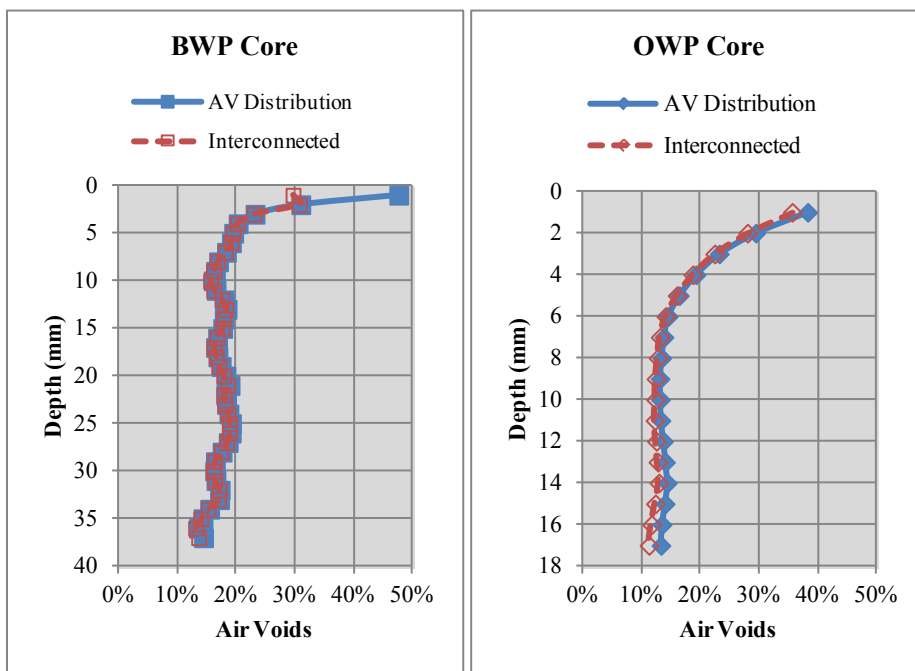 BWP Core
AV Distribution
Interconnected
0
5
10
15
20
25
30
35
40
Depth (mm)
0% 10% 20% 30% 40% 50%
Air Voids
OWP Core
AV Distribution
Interconnected
0
2
4
6
8
10
12
14
16
18
Depth (mm)
0% 10% 20% 30% 40% 50%
Air Voids